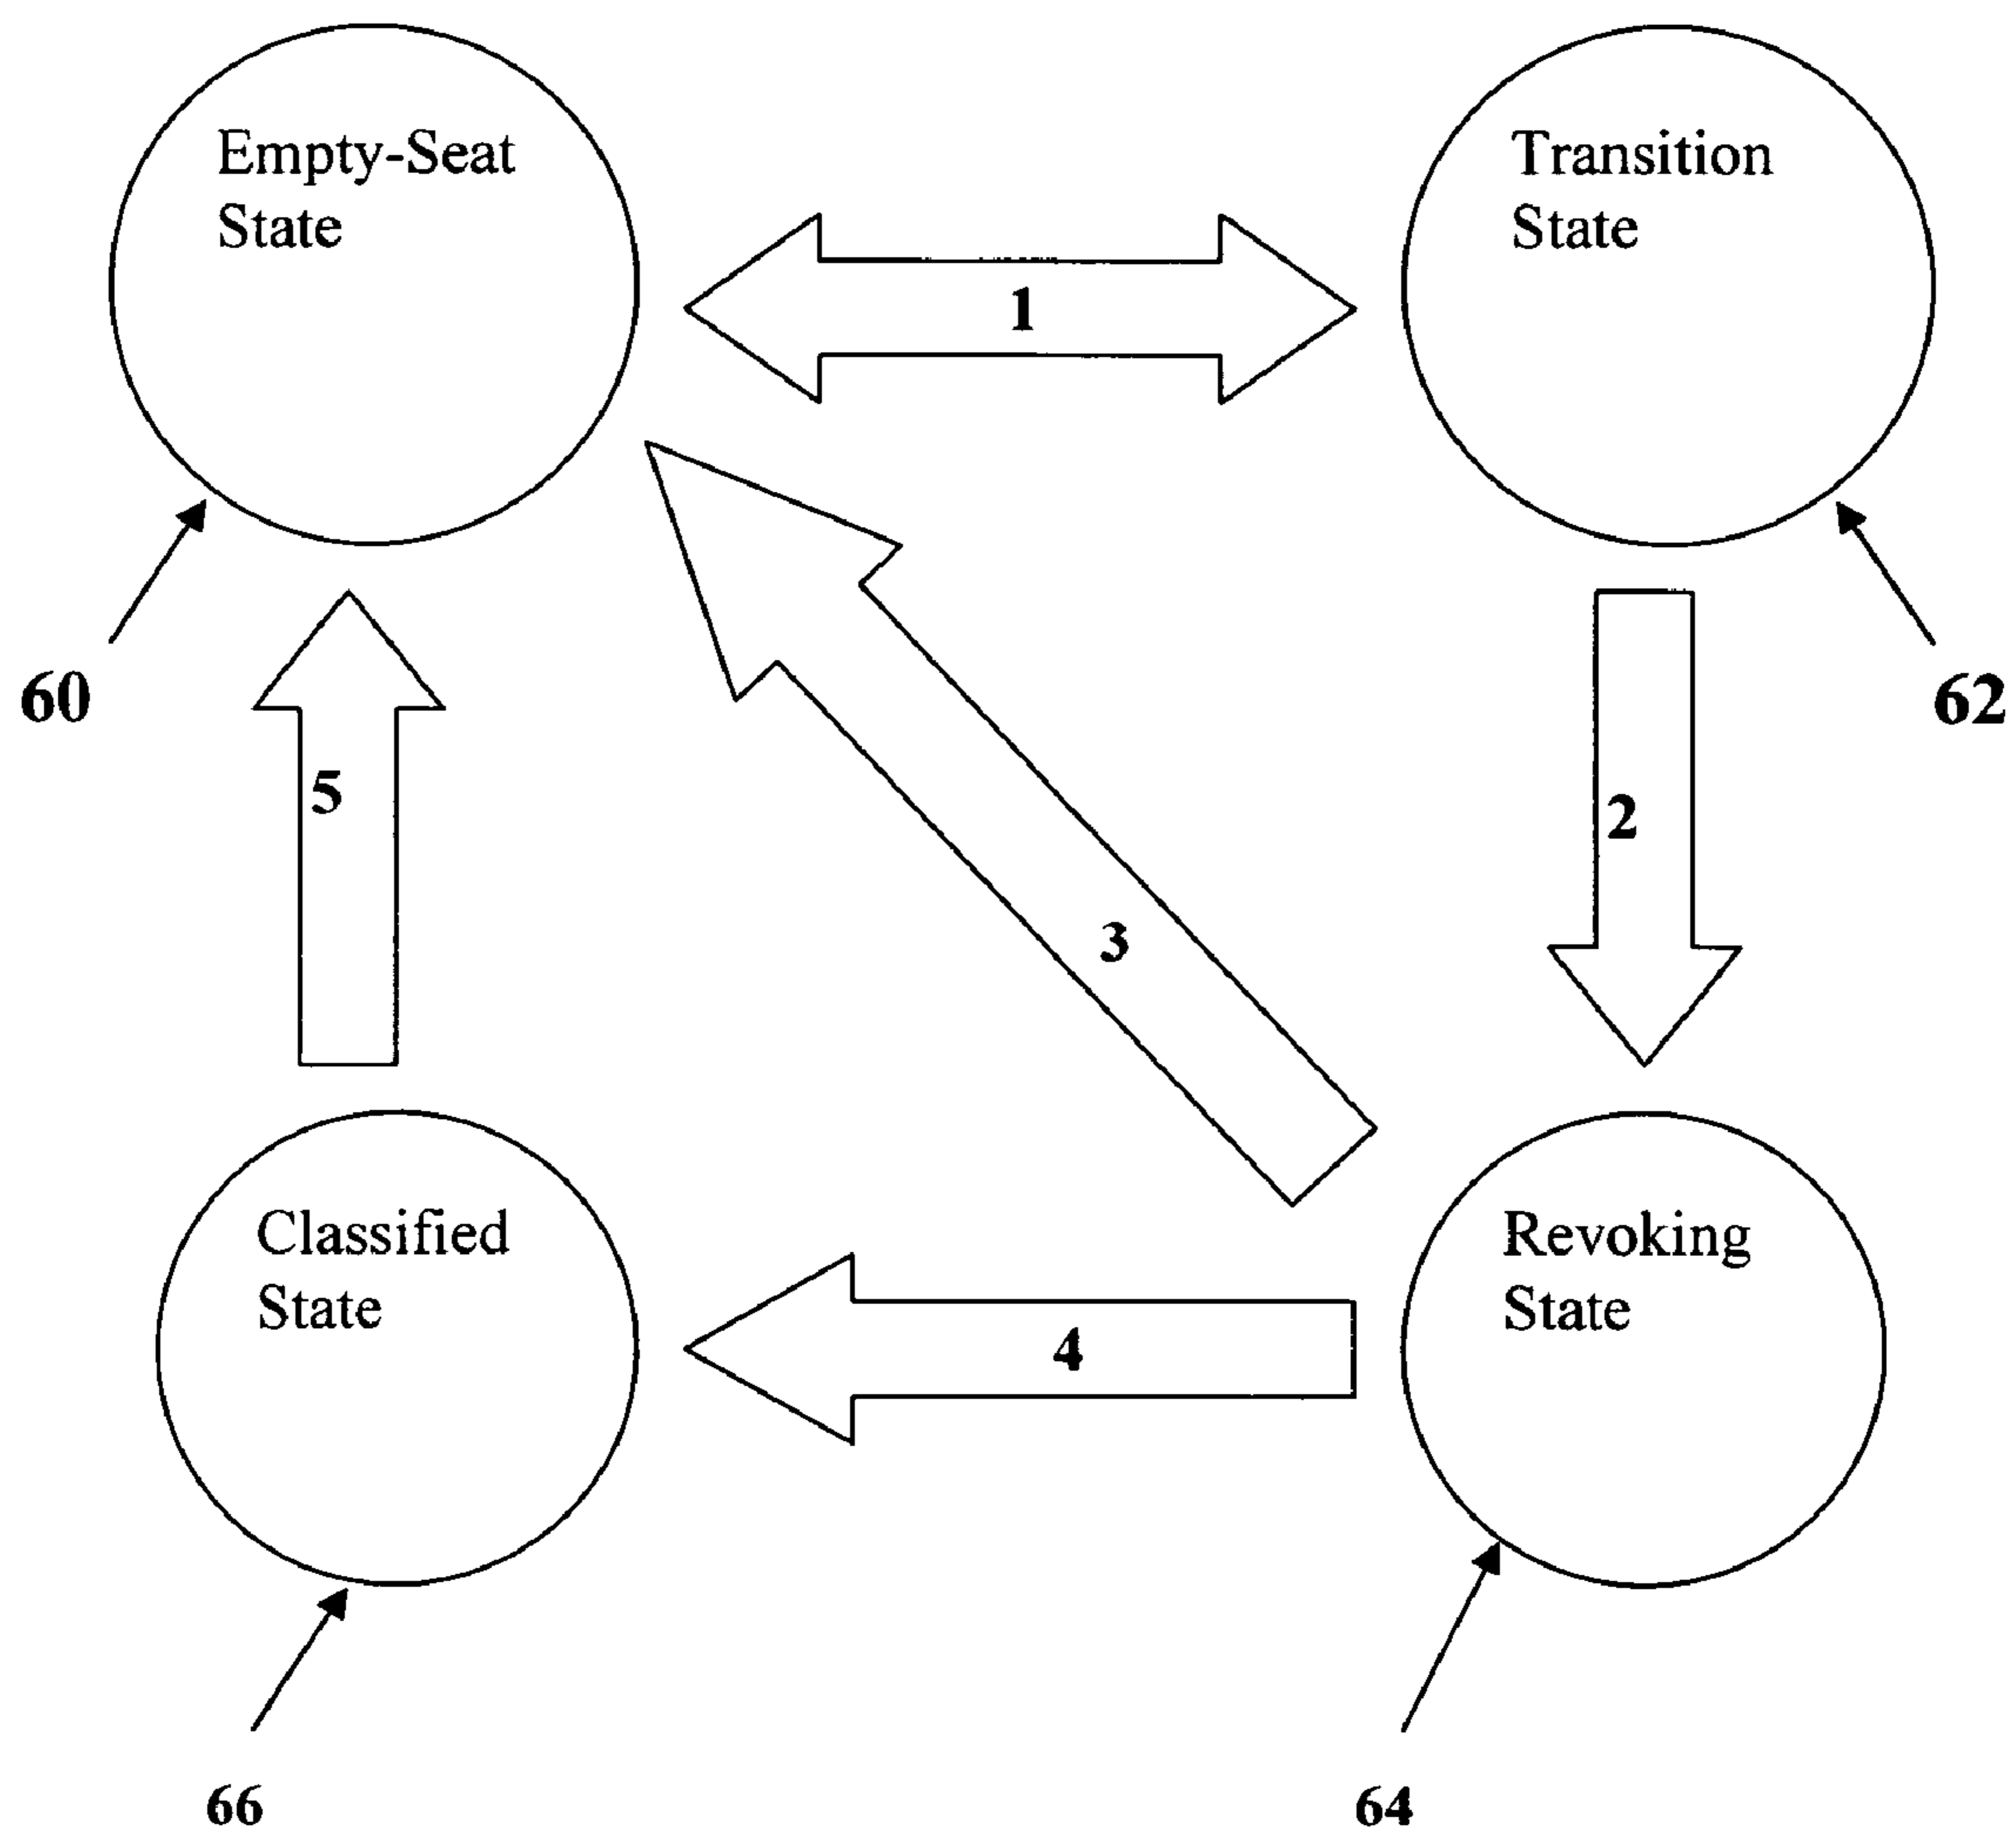 Empty-Seat
State
Transition
State
1
60
62
5
2
3
Classified
State
Revoking
State
4
66
64